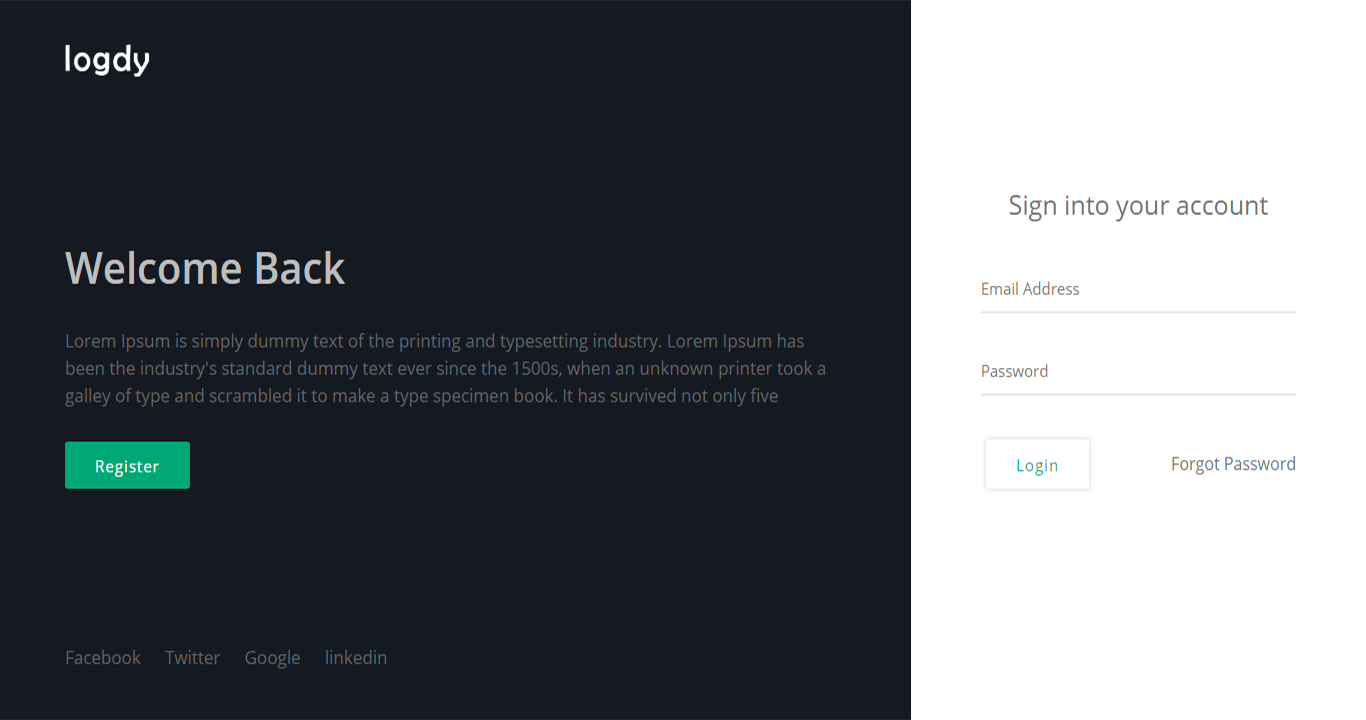 logdy
Welcome Back
Lorem Ipsum is simply dummy text of the printing and typesetting industry. Lorem Ipsum has
been the industry's standard dummy text ever since the 1500s, when an unknown printer took a
galley of type and scrambled it to make a type specimen book. It has survived not only five
Register
Facebook Twitter Google linkedin
Sign into your account
Email Address
Password
Login Forgot Password